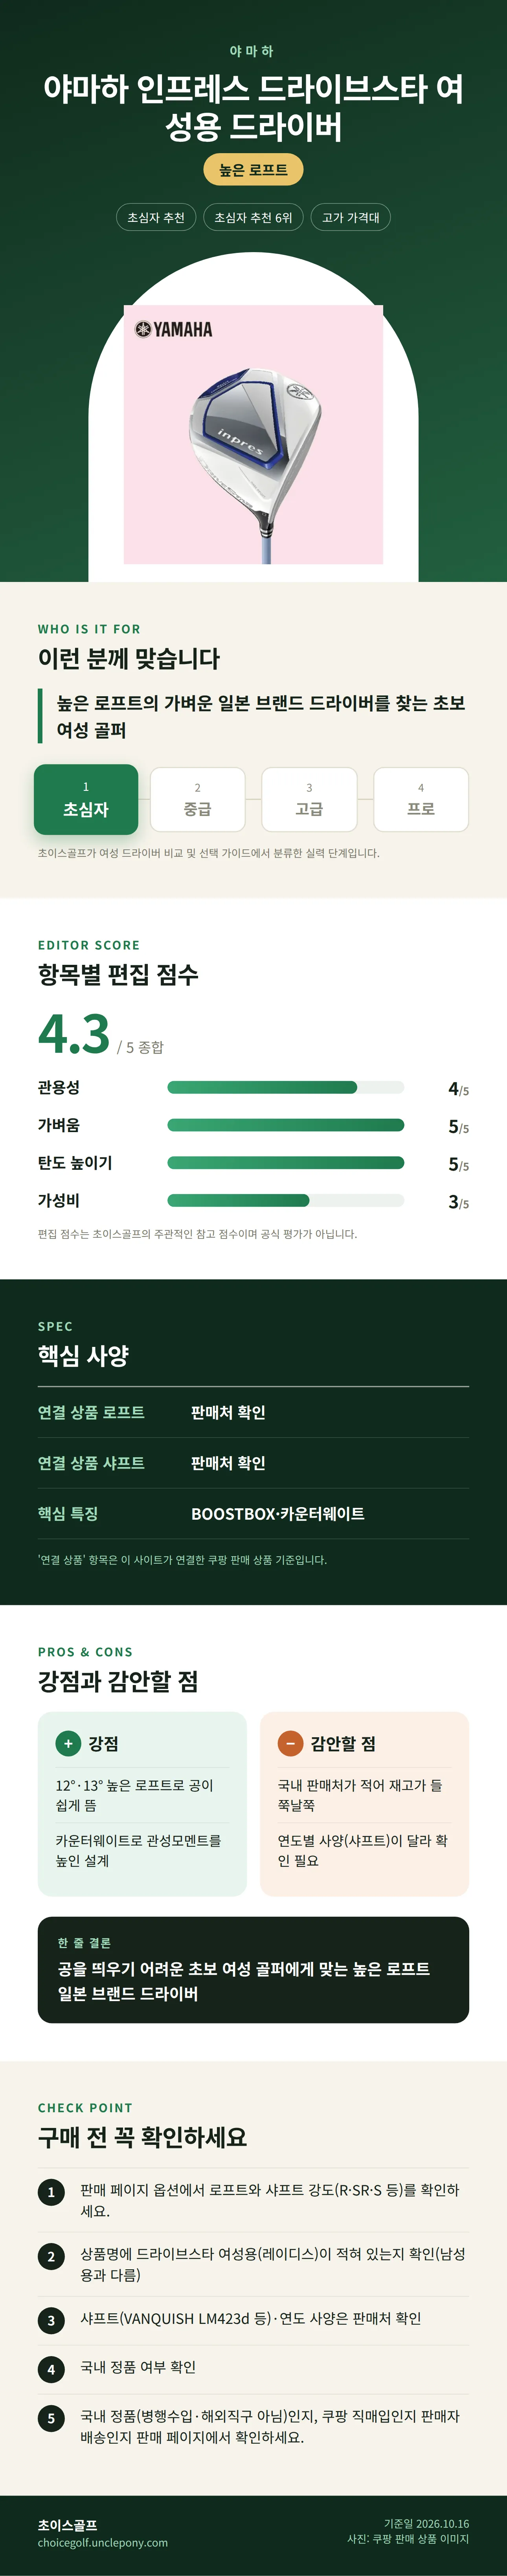 야마하
야마하 인프레스 드라이브스타 여
성용 드라이버
높은 로프트
초심자 추천
초심자 추천 6위
고가 가격대
YAMAHA
inpres
WHO IS IT FOR
이런 분께 맞습니다
높은 로프트의 가벼운 일본 브랜드 드라이버를 찾는 초보
여성 골퍼
1
초심자
2
중급
3
고급
4
프로
초이스골프가 여성 드라이버 비교 및 선택 가이드에서 분류한 실력 단계입니다.
EDITOR SCORE
항목별 편집 점수
4.3 / 5 종합
관용성 4/5
가벼움 5/5
탄도 높이기 5/5
가성비 3/5
편집 점수는 초이스골프의 주관적인 참고 점수이며 공식 평가가 아닙니다.
SPEC
핵심 사양
연결 상품 로프트 판매처 확인
연결 상품 샤프트 판매처 확인
핵심 특징 BOOSTBOX·카운터웨이트
'연결 상품' 항목은 이 사이트가 연결한 쿠팡 판매 상품 기준입니다.
PROS & CONS
강점과 감안할 점
+ 강점
12°·13° 높은 로프트로 공이
쉽게 뜸
카운터웨이트로 관성모멘트를
높인 설계
− 감안할 점
국내 판매처가 적어 재고가 들
쭉날쭉
연도별 사양(샤프트)이 달라 확
인 필요
한 줄 결론
공을 띄우기 어려운 초보 여성 골퍼에게 맞는 높은 로프트
일본 브랜드 드라이버
CHECK POINT
구매 전 꼭 확인하세요
1 판매 페이지 옵션에서 로프트와 샤프트 강도(R·SR·S 등)를 확인하
세요.
2 상품명에 드라이브스타 여성용(레이디스)이 적혀 있는지 확인(남성
용과 다름)
3 샤프트(VANQUISH LM423d 등)·연도 사양은 판매처 확인
4 국내 정품 여부 확인
5 국내 정품(병행수입·해외직구 아님)인지, 쿠팡 직매입인지 판매자
배송인지 판매 페이지에서 확인하세요.
초이스골프
choicegolf.unclepony.com
기준일 2026.10.16
사진: 쿠팡 판매 상품 이미지